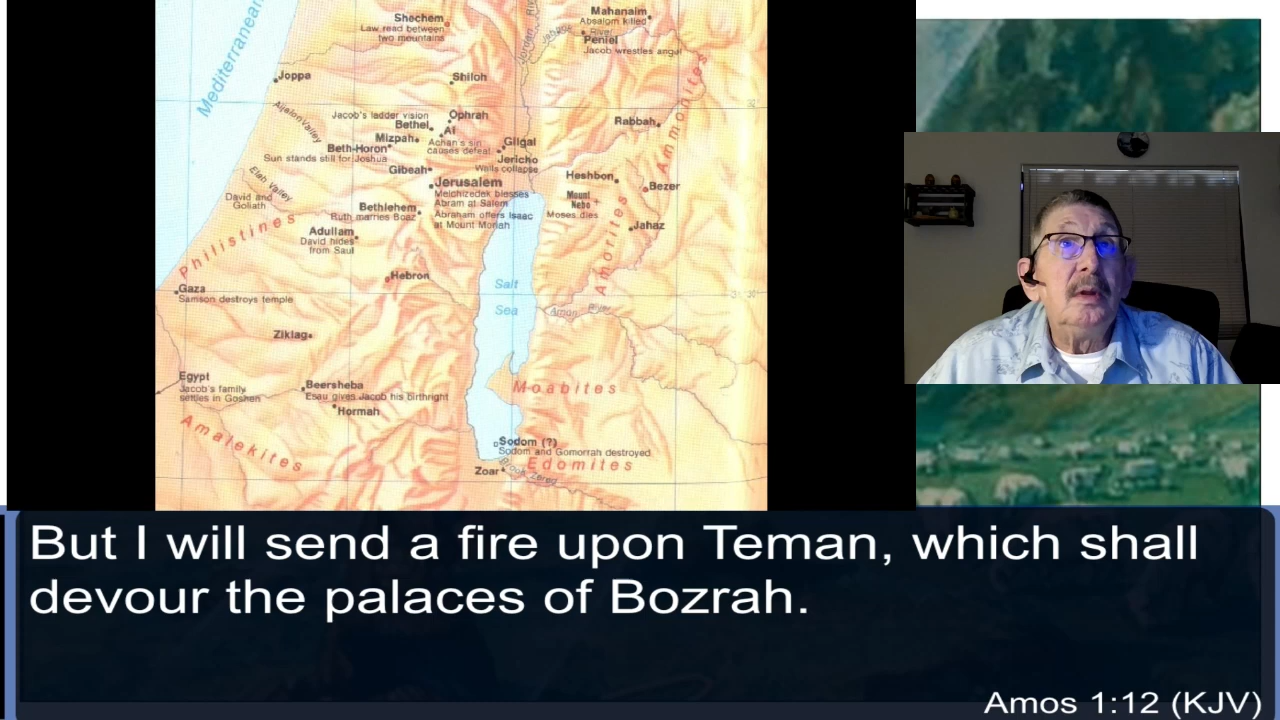 Mediterranean
Shechem
Law read between
two mountains
Mahanaim
Absalom killed
River
Peniel
Jacob wrestles angel
Joppa
Shiloh
Aijalon Valley
Jacob's ladder vision
Ophrah
Bethel
Ai
Mizpah
Achan's sin
causes defeat
Gilgal
Rabbah
Ammonites
Beth-Horon
Sun stands still for Joshua
Jericho
Walls collapse
Gibeah
Elah Valley
David and
Goliath
Jerusalem
Melchizedek blesses
Abram at Salem
Abraham offers Isaac
at Mount Moriah
Heshbon
Bezer
Mount
Nebo
Moses dies
Bethlehem
Ruth marries Boaz
Jahaz
Amorites
Philistines
Adullam
David hides
from Saul
Hebron
Gaza
Samson destroys temple
Salt
Sea
Arnon River
Ziklag
Egypt
Jacob's family
settles in Goshen
Beersheba
Esau gives Jacob his birthright
Hormah
Moabites
Amalekites
Sodom (?)
Sodom and Gomorrah destroyed
Edomites
Zoar
Brook Zered
But I will send a fire upon Teman, which shall
devour the palaces of Bozrah.
Amos 1:12 (KJV)